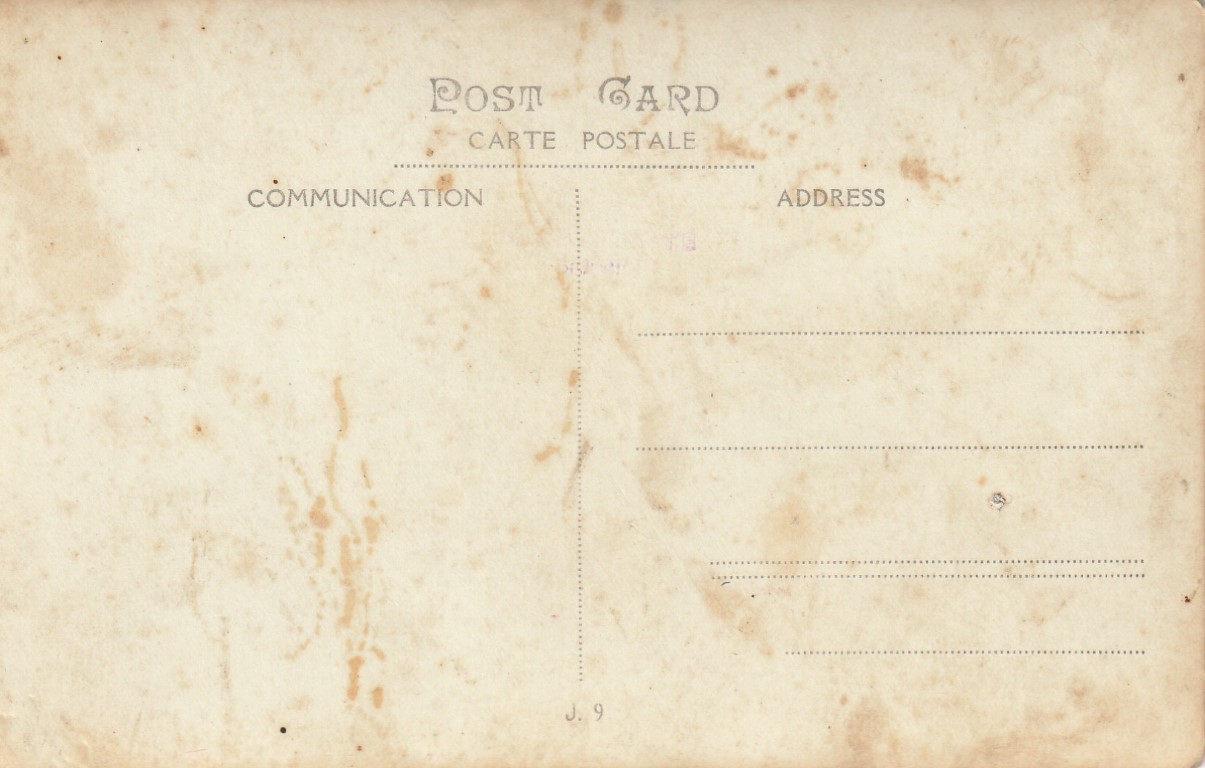 POST CARD
CARTE POSTALE
COMMUNICATION
ADDRESS
J. 9